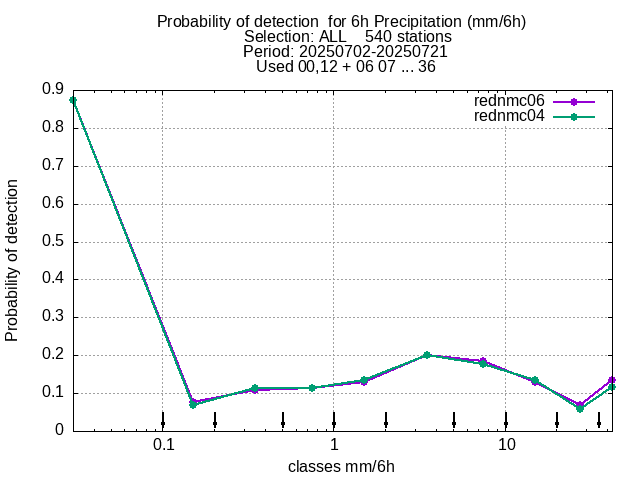 Probability of detection  for 6h Precipitation (mm/6h)
Selection: ALL    540 stations
Period: 20250702-20250721
Used 00,12 + 06 07 ... 36
rednmc06
rednmc04
0.9
0.8
0.7
0.6
0.5
0.4
0.3
0.2
0.1
0
Probability of detection
0.1 1 10
classes mm/6h